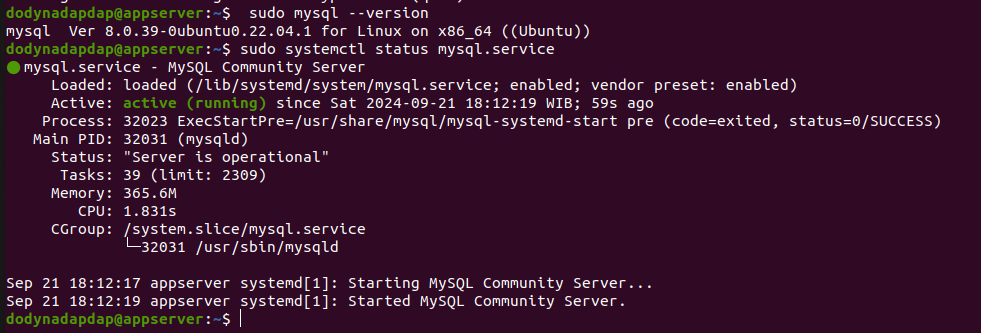 dodynadapdap@appserver:~$  sudo mysql --version
mysql  Ver 8.0.39-0ubuntu0.22.04.1 for Linux on x86_64 ((Ubuntu))
dodynadapdap@appserver:~$ sudo systemctl status mysql.service
● mysql.service - MySQL Community Server
     Loaded: loaded (/lib/systemd/system/mysql.service; enabled; vendor preset: enabled)
     Active: active (running) since Sat 2024-09-21 18:12:19 WIB; 59s ago
    Process: 32023 ExecStartPre=/usr/share/mysql/mysql-systemd-start pre (code=exited, status=0/SUCCESS)
   Main PID: 32031 (mysqld)
     Status: "Server is operational"
      Tasks: 39 (limit: 2309)
     Memory: 365.6M
        CPU: 1.831s
     CGroup: /system.slice/mysql.service
             └─32031 /usr/sbin/mysqld
Sep 21 18:12:17 appserver systemd[1]: Starting MySQL Community Server...
Sep 21 18:12:19 appserver systemd[1]: Started MySQL Community Server.
dodynadapdap@appserver:~$